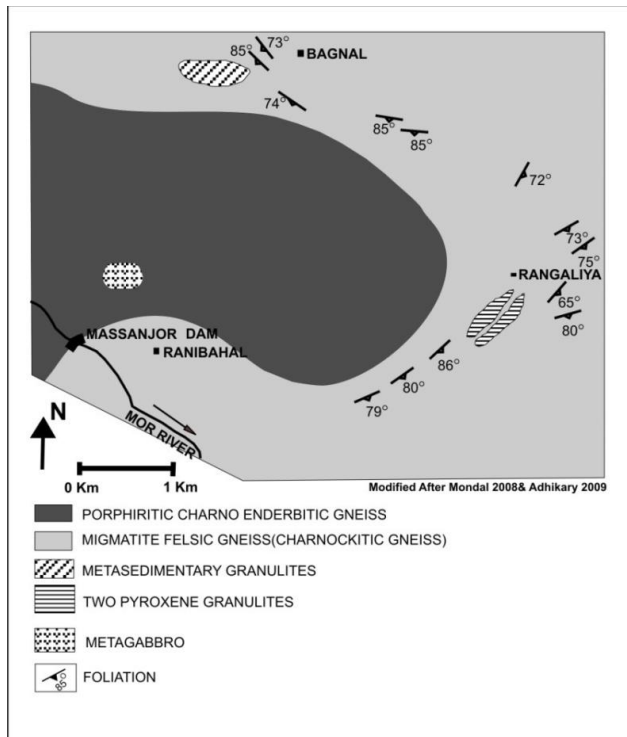 73°
85°
BAGNAL
74°
85°
85°
72°
73°
75°
RANGALIYA
65°
80°
MASSANJOR DAM
RANIBAHAL
86°
80°
79°
MOR RIVER
N
0 Km 1 Km
Modified After Mondal 2008& Adhikary 2009
PORPHIRITIC CHARNO ENDERBITIC GNEISS
MIGMATITE FELSIC GNEISS(CHARNOCKITIC GNEISS)
METASEDIMENTARY GRANULITES
TWO PYROXENE GRANULITES
METAGABBRO
85°
FOLIATION